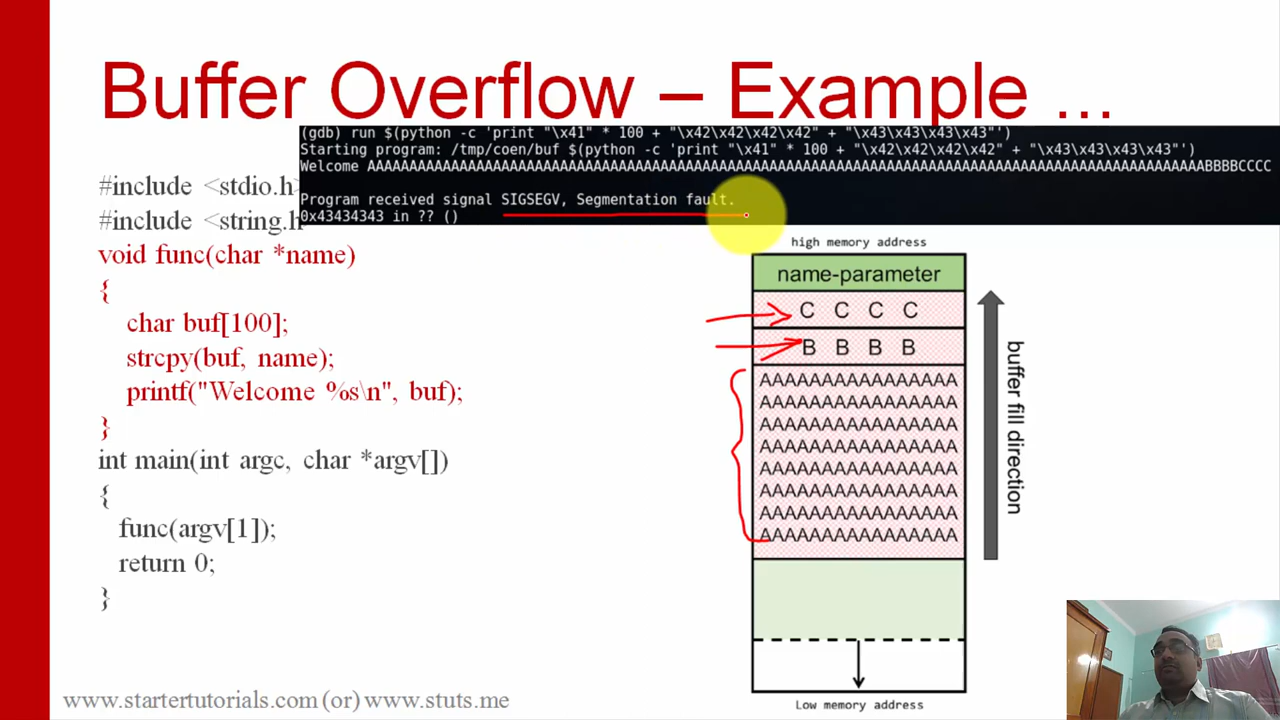 Buffer Overflow – Example ...
(gdb) run $(python -c 'print "\x41" * 100 + "\x42\x42\x42\x42" + "\x43\x43\x43\x43"')
Starting program: /tmp/coen/buf $(python -c 'print "\x41" * 100 + "\x42\x42\x42\x42" + "\x43\x43\x43\x43"')
Welcome AAAAAAAAAAAAAAAAAAAAAAAAAAAAAAAAAAAAAAAAAAAAAAAAAAAAAAAAAAAAAAAAAAAAAAAAAAAAAAAAAAAAAAAAAAAAAAAAAAAABBBBCCCC
Program received signal SIGSEGV, Segmentation fault.
0x43434343 in ?? ()
#include <stdio.h
#include <string.h
void func(char *name)
{
char buf[100];
strcpy(buf, name);
printf("Welcome %s\n", buf);
}
int main(int argc, char *argv[])
{
func(argv[1]);
return 0;
}
high memory address
name-parameter
C C C C
B B B B
AAAAAAAAAAAAAAAA
AAAAAAAAAAAAAAAA
AAAAAAAAAAAAAAAA
AAAAAAAAAAAAAAAA
AAAAAAAAAAAAAAAA
AAAAAAAAAAAAAAAA
AAAAAAAAAAAAAAAA
AAAAAAAAAAAAAAAA
buffer fill direction
Low memory address
www.startertutorials.com (or) www.stuts.me